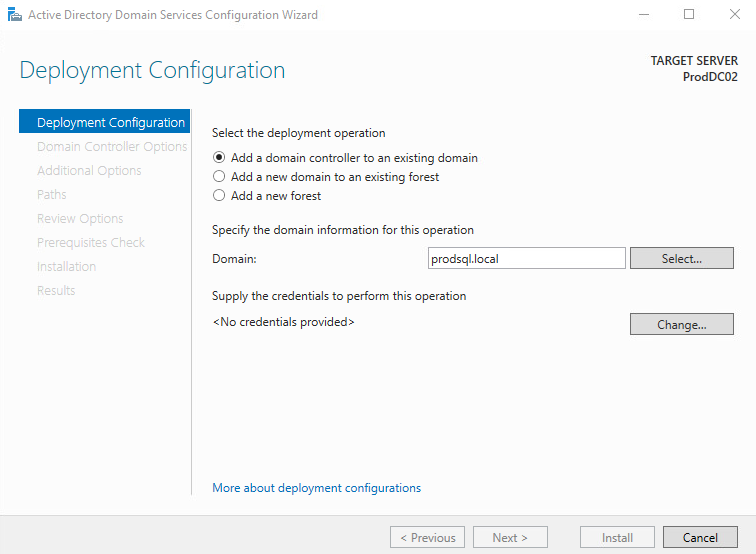 Active Directory Domain Services Configuration Wizard
Deployment Configuration
TARGET SERVER
ProdDC02
Deployment Configuration
Domain Controller Options
Additional Options
Paths
Review Options
Prerequisites Check
Installation
Results
Select the deployment operation
Add a domain controller to an existing domain
Add a new domain to an existing forest
Add a new forest
Specify the domain information for this operation
Domain: prodsql.local Select...
Supply the credentials to perform this operation
<No credentials provided> Change...
More about deployment configurations
< Previous Next > Install Cancel